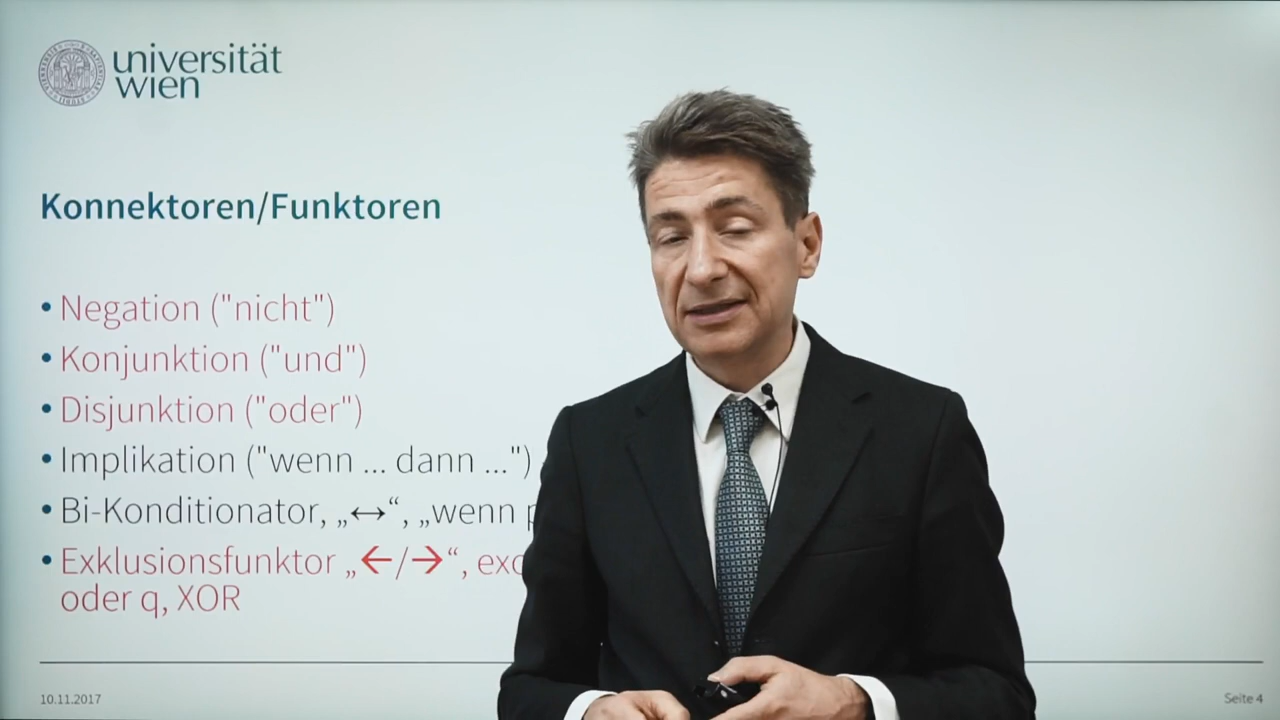 universität
wien
Konnektoren/Funktoren
• Negation ("nicht")
• Konjunktion ("und")
• Disjunktion ("oder")
• Implikation ("wenn ... dann ...")
• Bi-Konditionator, „↔“, „wenn
• Exklusionsfunktor „←/→“,
oder q, XOR
10.11.2017
Seite 4